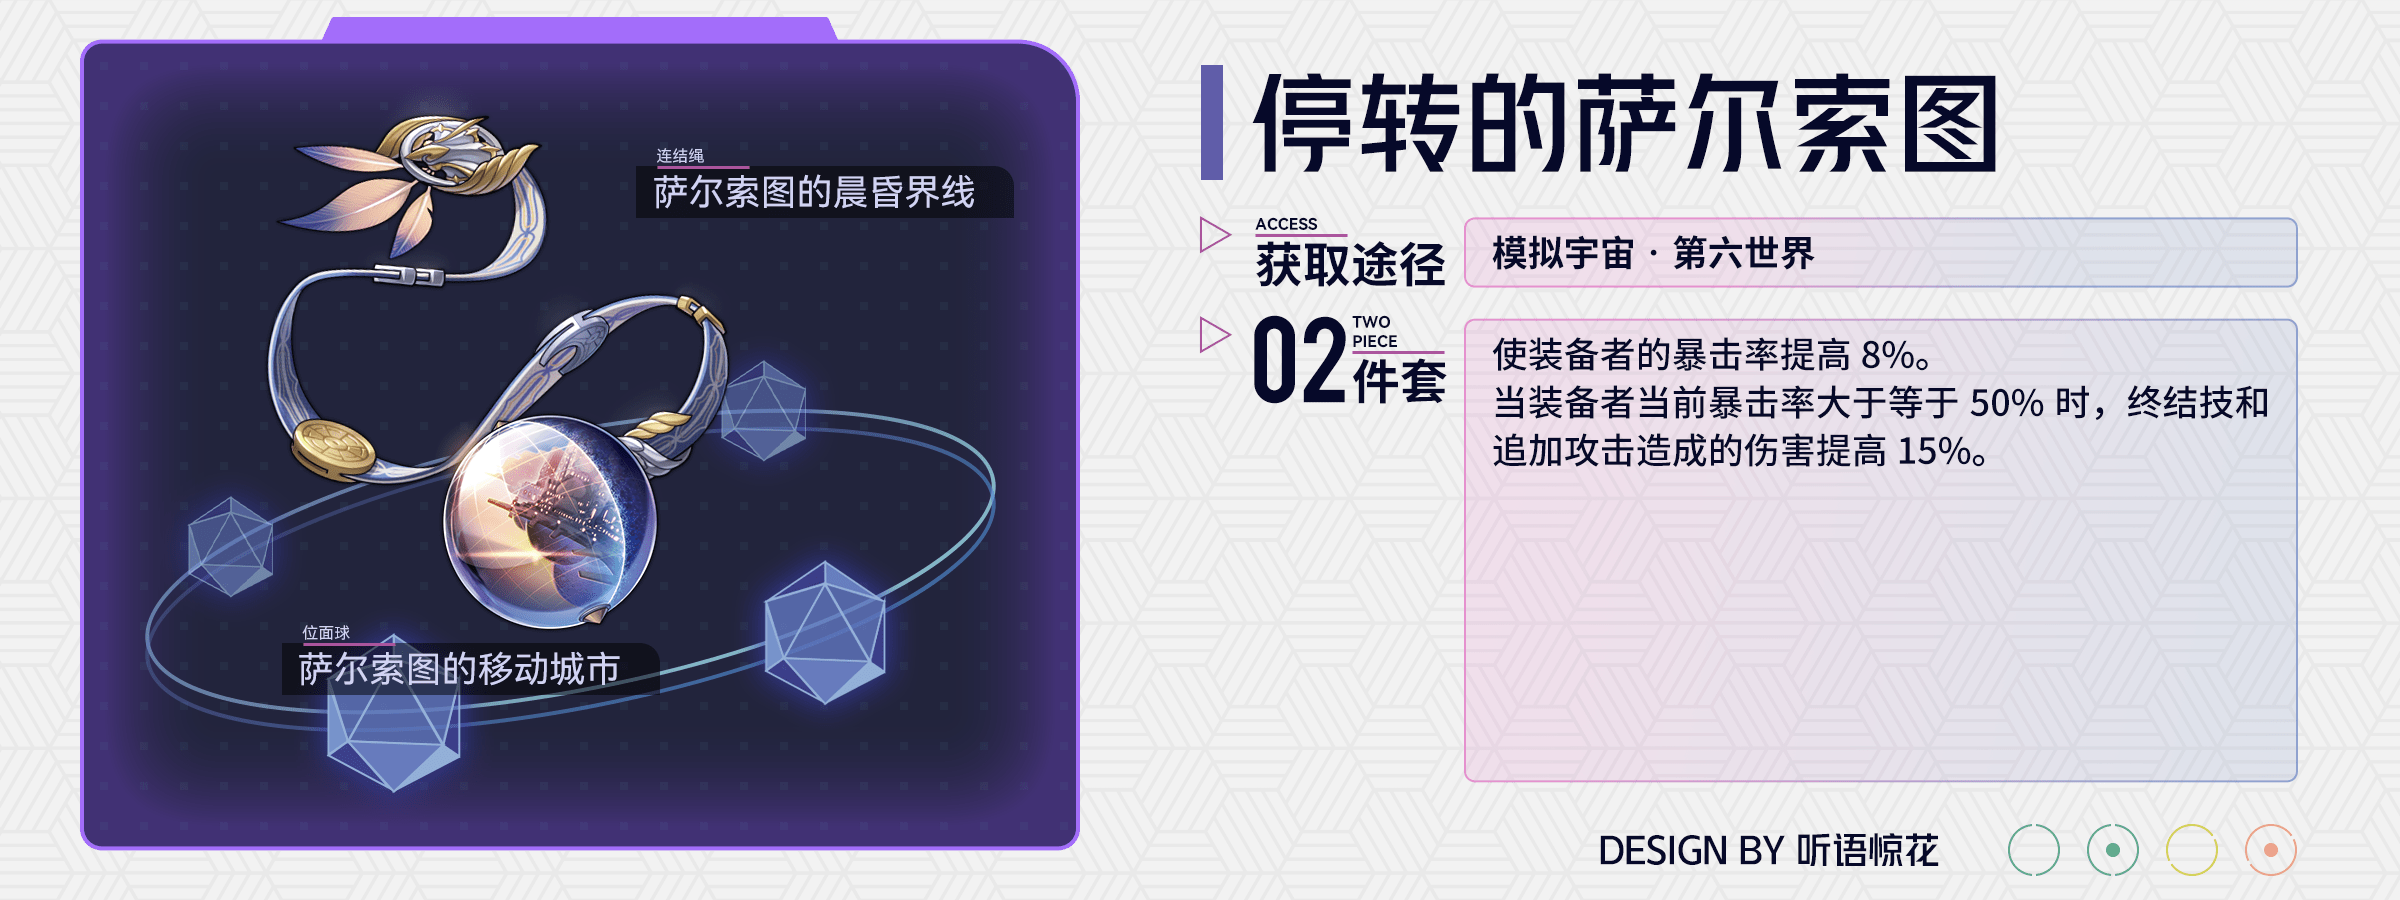 连结绳
萨尔索图的晨昏界线
位面球
萨尔索图的移动城市
停转的萨尔索图
ACCESS
获取途径
模拟宇宙 · 第六世界
02
TWO
PIECE
件套
使装备者的暴击率提高 8%。
当装备者当前暴击率大于等于 50% 时，终结技和
追加攻击造成的伤害提高 15%。
DESIGN BY 听语惊花